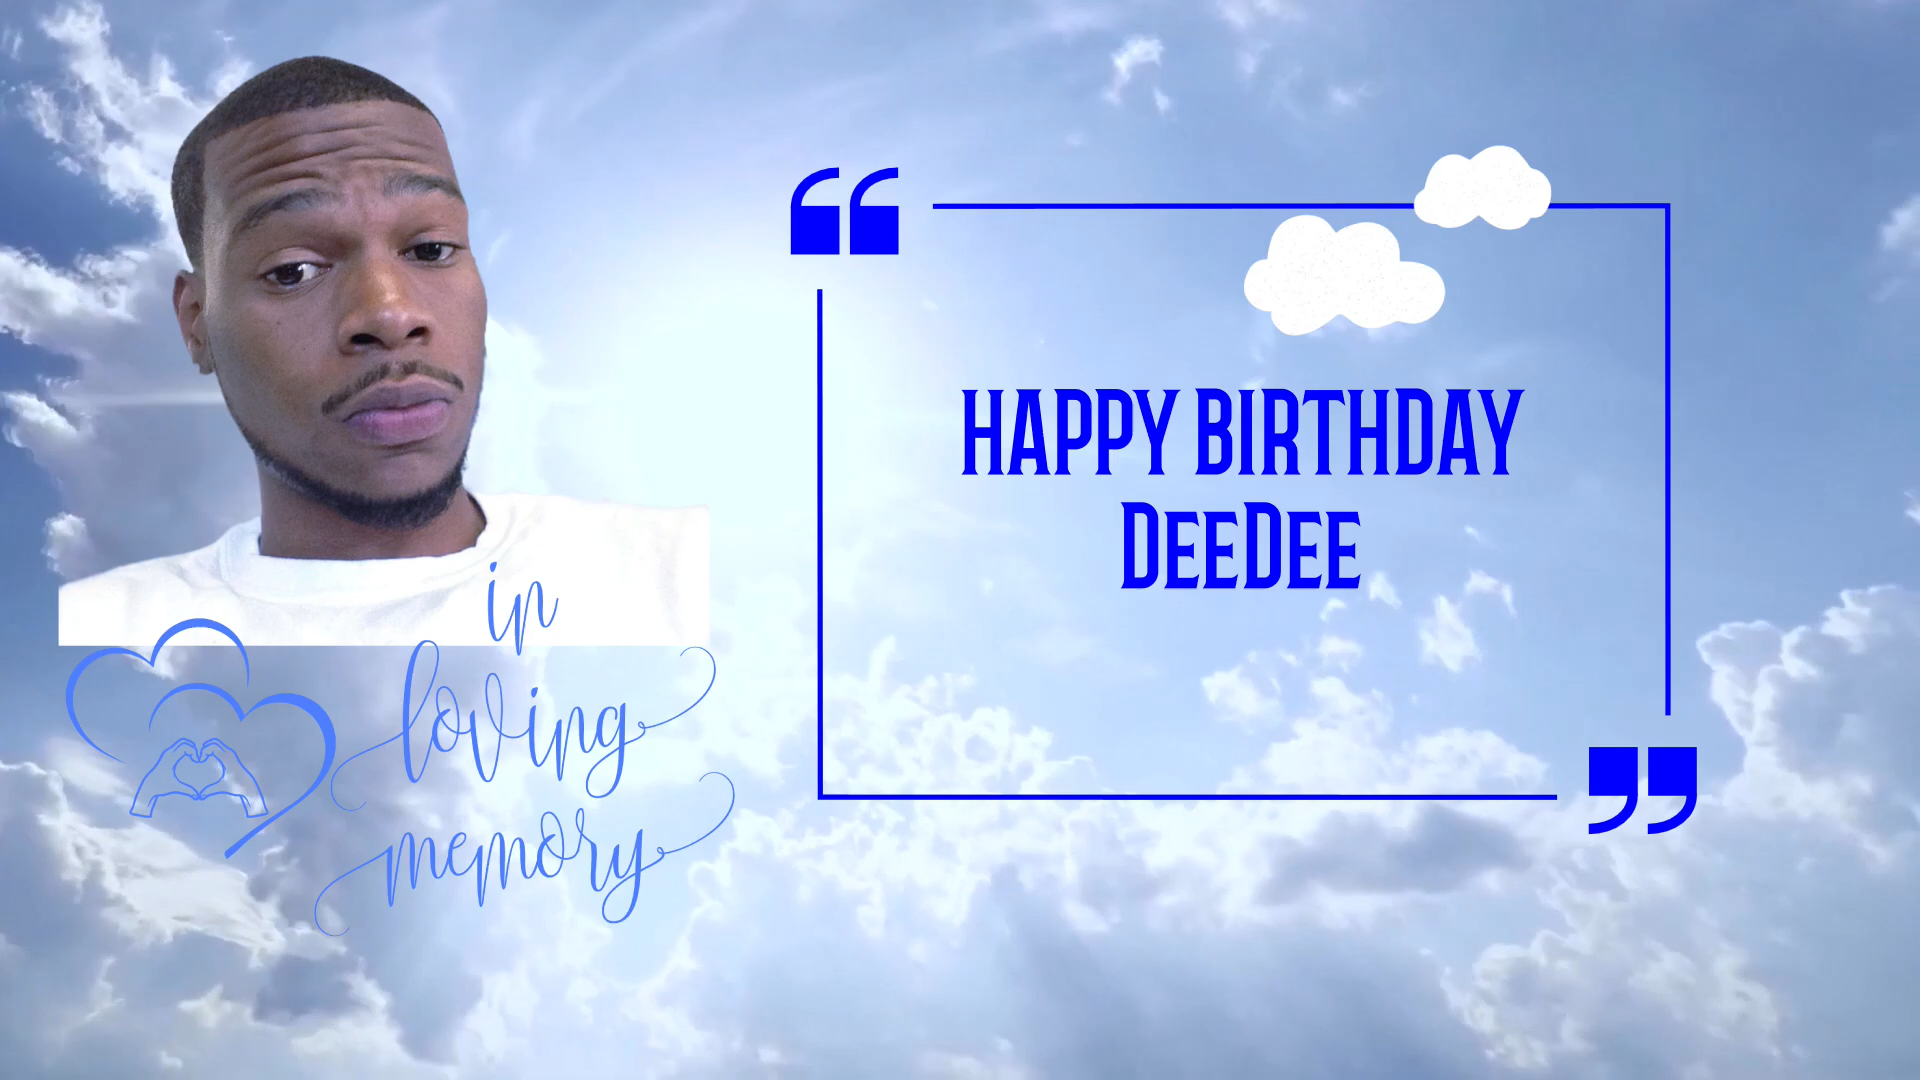 in
loving
memory
“
HAPPY BIRTHDAY
DEEDEE
”